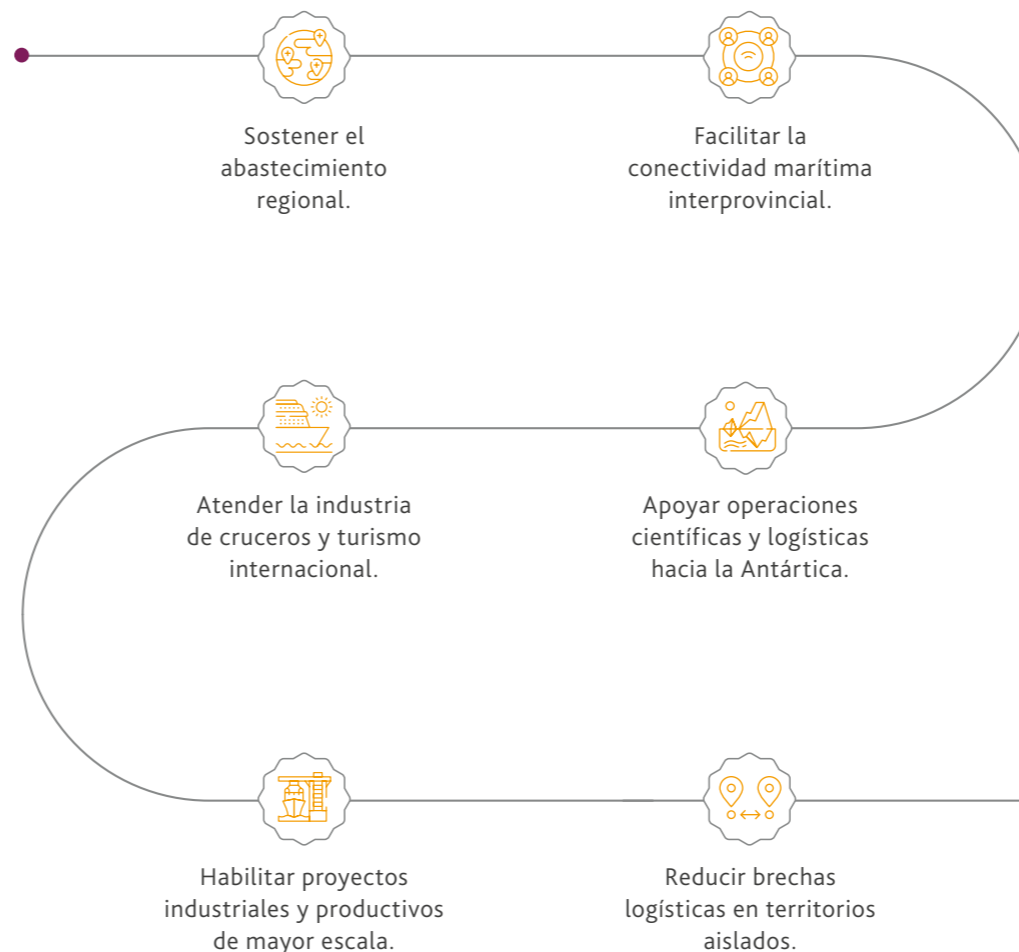 Sostener el
abastecimiento
regional.
Facilitar la
conectividad marítima
interprovincial.
Apoyar operaciones
científicas y logísticas
hacia la Antártica.
Atender la industria
de cruceros y turismo
internacional.
Habilitar proyectos
industriales y productivos
de mayor escala.
Reducir brechas
logísticas en territorios
aislados.